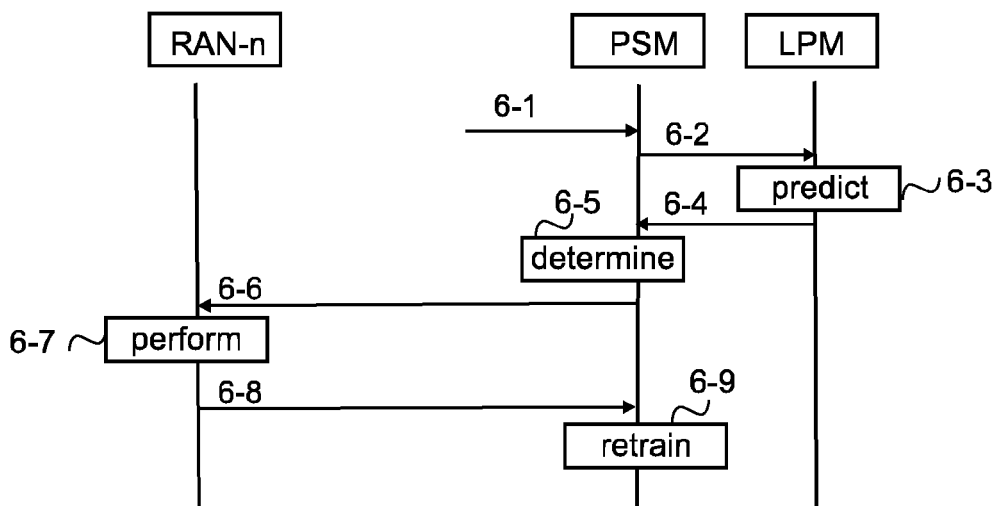 RAN-n
PSM
LPM
6-1
6-2
predict
6-3
6-4
6-5
determine
6-6
6-7
perform
6-8
6-9
retrain